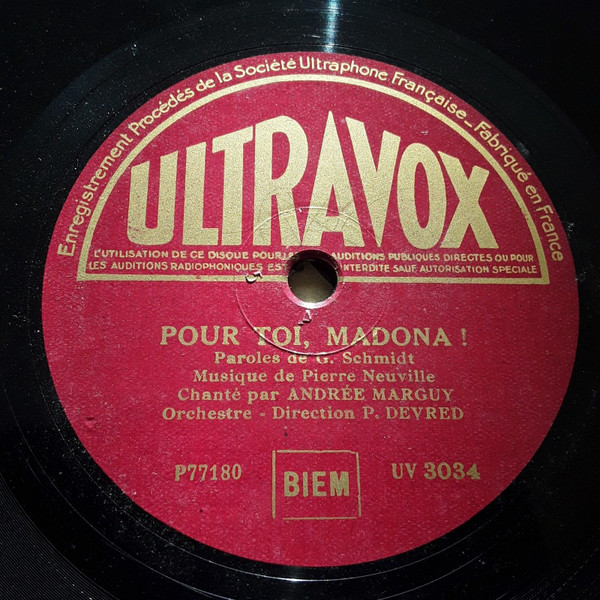 Enregistrement Procédés de la Société Ultraphone Française _ Fabriqué en France
ULTRAVOX
L'UTILISATION DE CE DISQUE POUR AUDITIONS PUBLIQUES DIRECTES OU POUR
LES AUDITIONS RADIOPHONIQUES EST INTERDITE SAUF AUTORISATION SPECIALE
POUR TOI, MADONA !
Paroles de G. Schmidt
Musique de Pierre Neuville
Chanté par ANDRÉE MARGUY
Orchestre - Direction P. DEVRED
P77180
BIEM
UV 3034